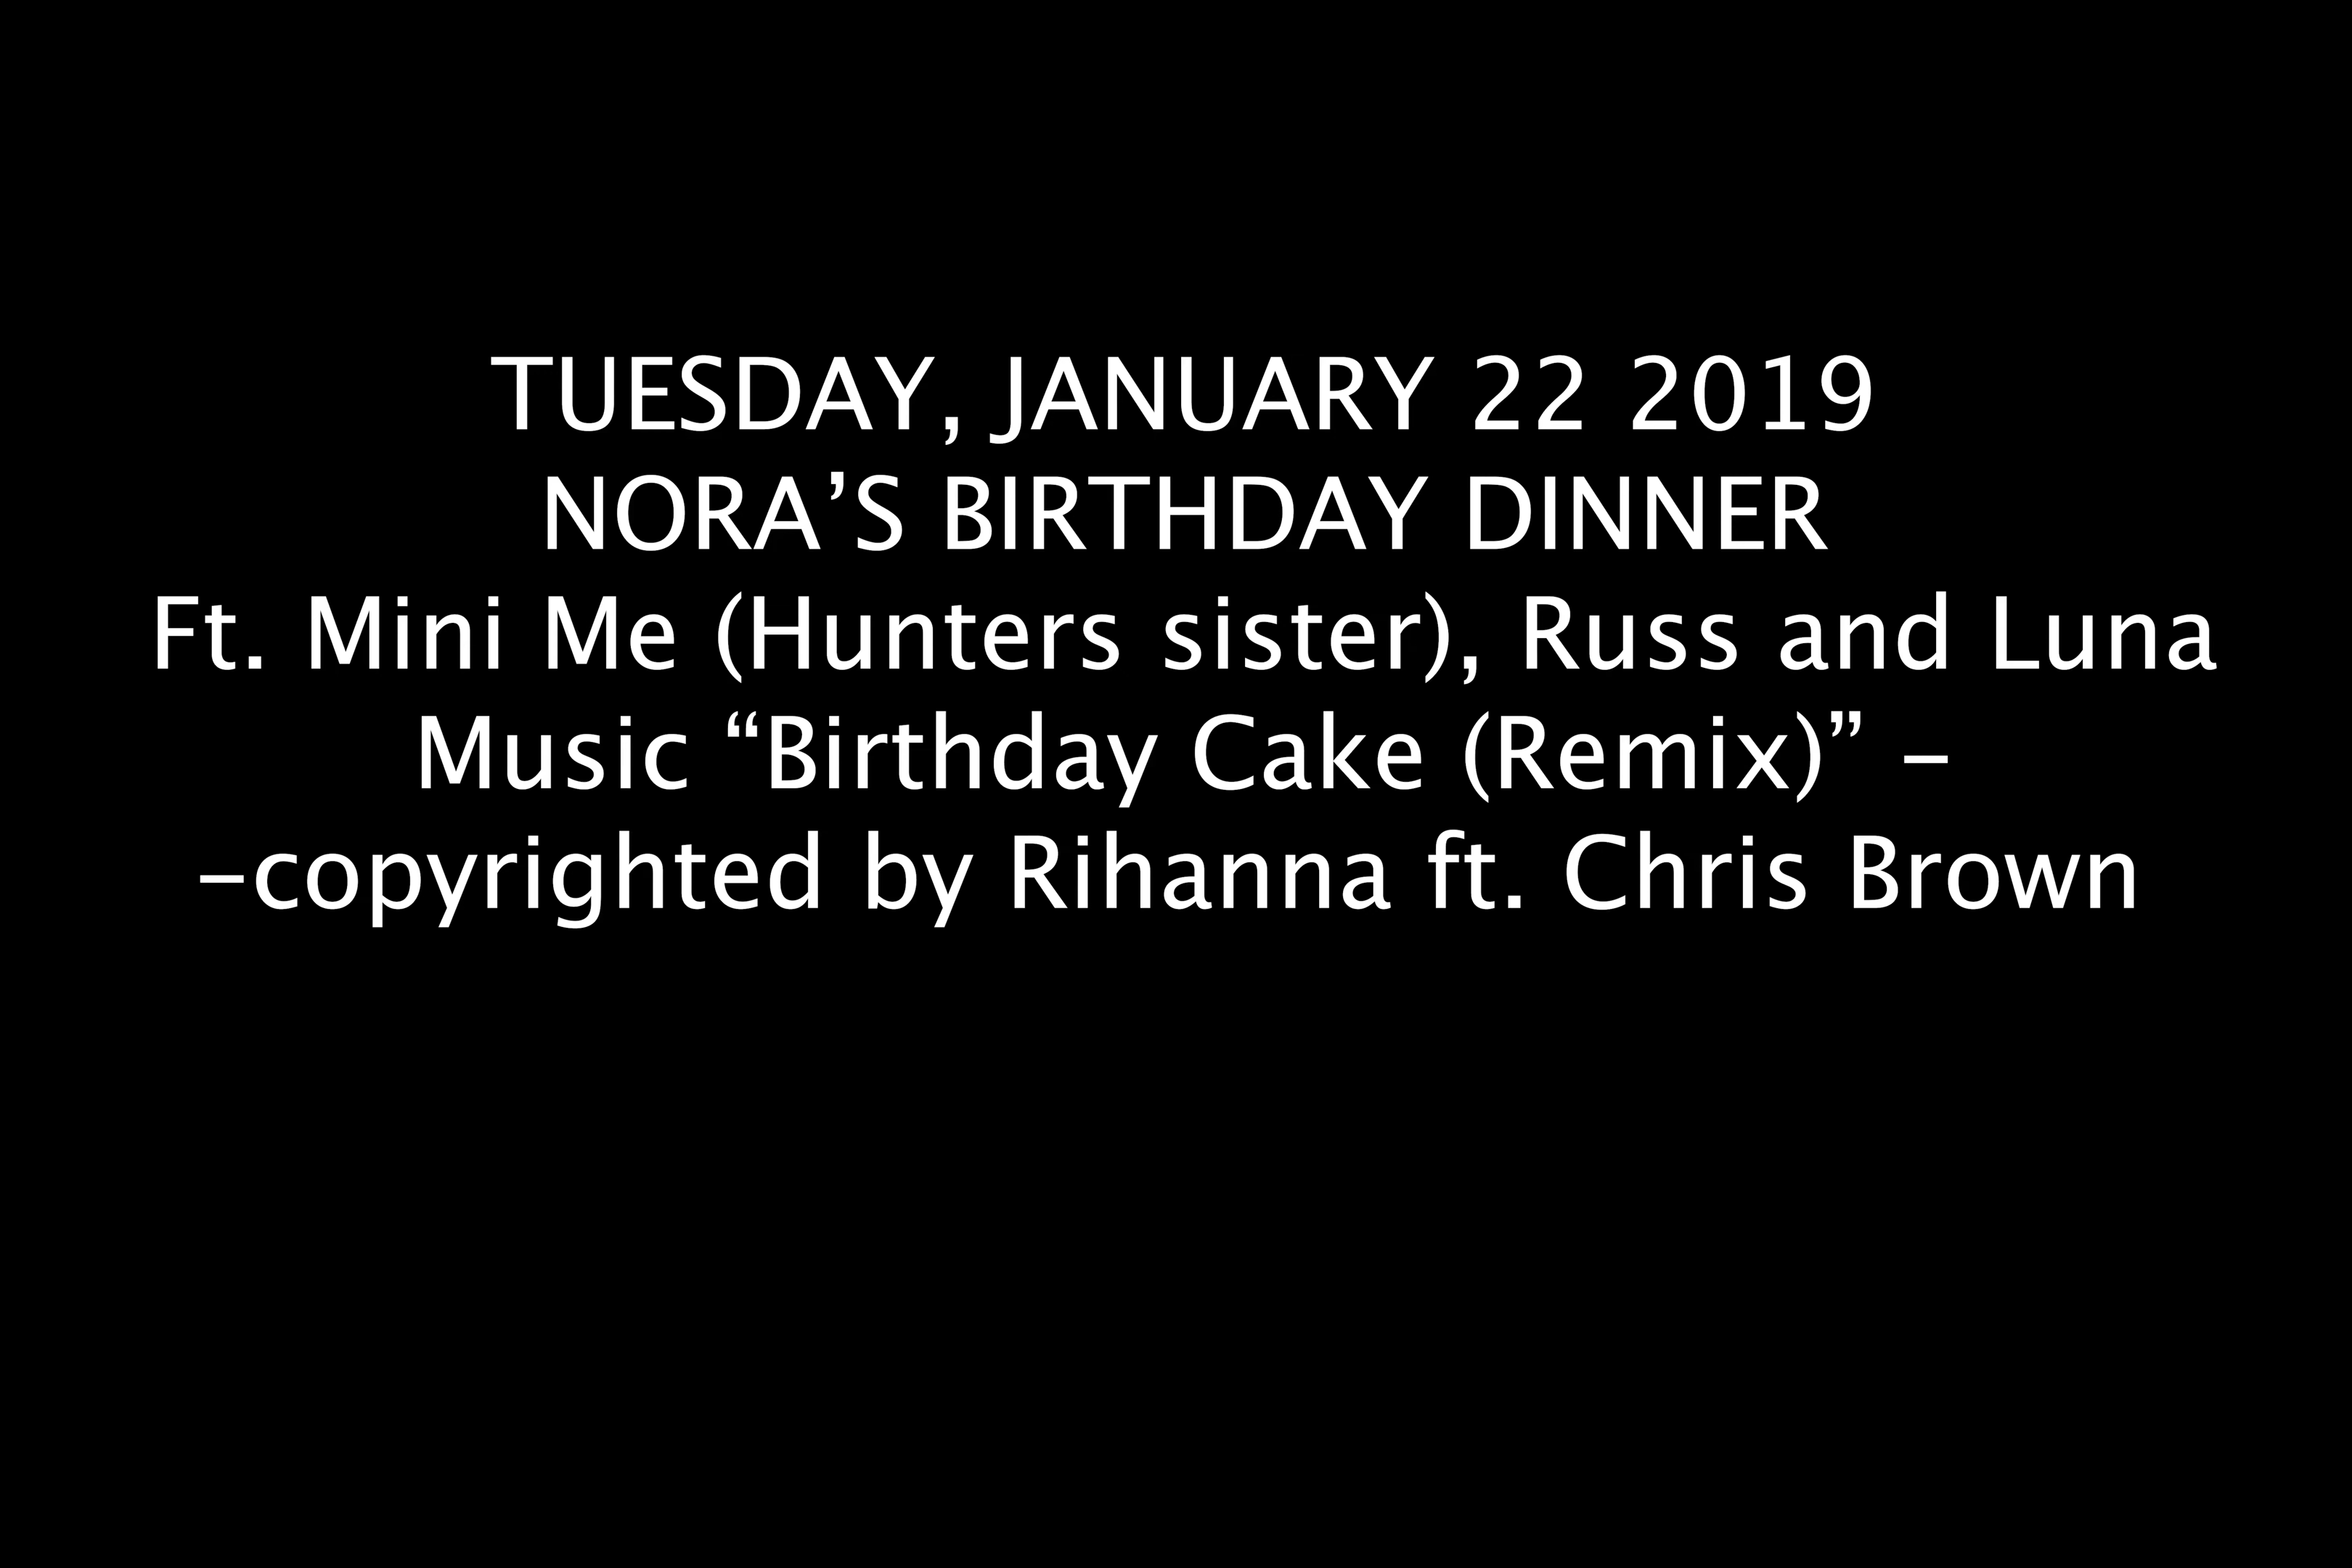 TUESDAY, JANUARY 22 2019
NORA’S BIRTHDAY DINNER
Ft. Mini Me (Hunters sister), Russ and Luna
Music “Birthday Cake (Remix)” –
–copyrighted by Rihanna ft. Chris Brown